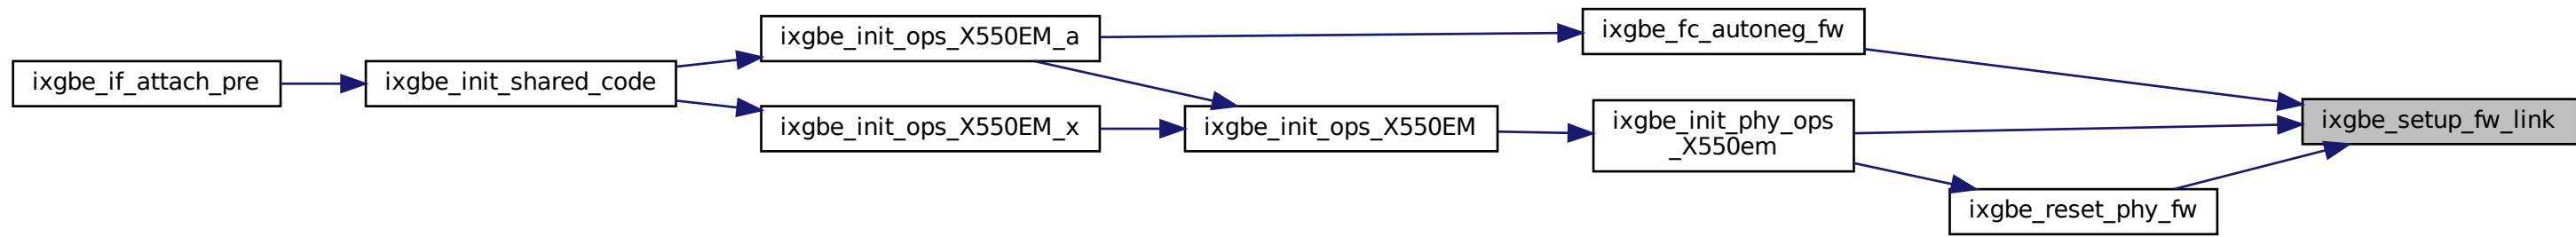 ixgbe_if_attach_pre
ixgbe_init_shared_code
ixgbe_init_ops_X550EM_a
ixgbe_init_ops_X550EM_x
ixgbe_init_ops_X550EM
ixgbe_fc_autoneg_fw
ixgbe_init_phy_ops
_X550em
ixgbe_reset_phy_fw
ixgbe_setup_fw_link